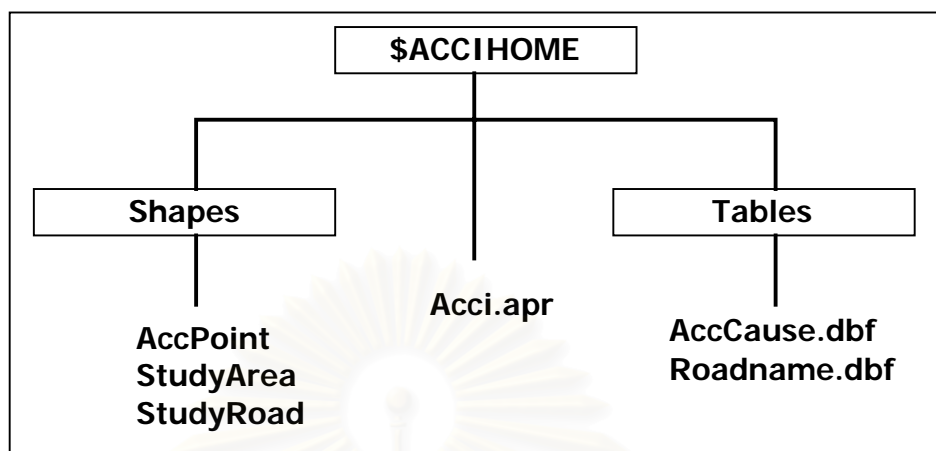 $ACCIHOME
Shapes
Tables
Acci.apr
AccPoint
StudyArea
StudyRoad
AccCause.dbf
Roadname.dbf